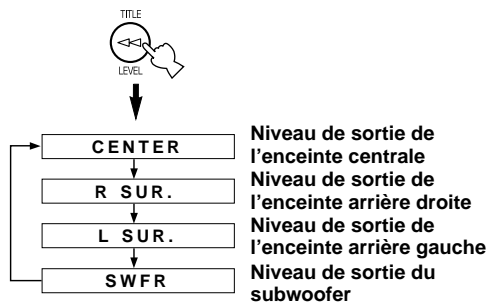 TITLE
LEVEL
CENTER
Niveau de sortie de
l'enceinte centrale
R SUR.
Niveau de sortie de
l'enceinte arrière droite
L SUR.
Niveau de sortie de
l'enceinte arrière gauche
SWFR
Niveau de sortie du
subwoofer